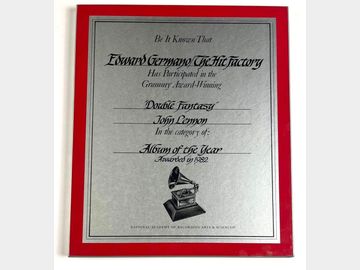 Be It Known That
Edward Germano/The Hit Factory
Has Participated in the
Grammy Award-Winning
Double Fantasy
John Lennon
In the category of:
Album of the Year
Awarded in 1982
NATIONAL ACADEMY OF RECORDING ARTS & SCIENCES